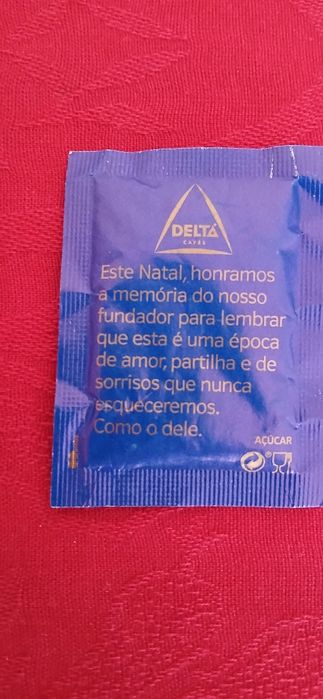 DELTA
CAFÉS
Este Natal, honramos
a memória do nosso
fundador para lembrar
que esta é uma época
de amor, partilha e de
sorrisos que nunca
esqueceremos.
Como o dele.
AÇÚCAR